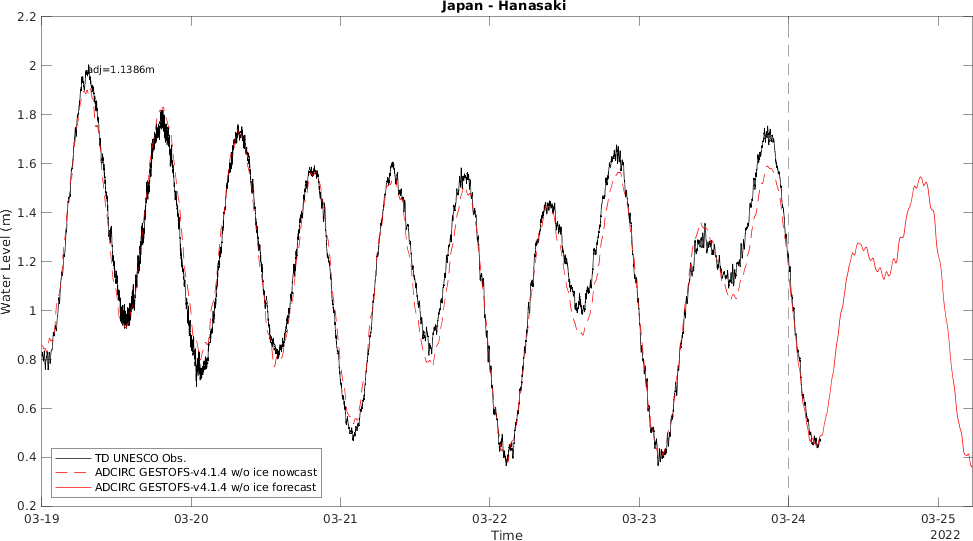 Japan - Hanasaki
2.2
2
1.8
1.6
1.4
1.2
1
0.8
0.6
0.4
0.2
Water Level (m)
adj=1.1386m
TD UNESCO Obs.
ADCIRC GESTOFS-v4.1.4 w/o ice nowcast
ADCIRC GESTOFS-v4.1.4 w/o ice forecast
03-19 03-20 03-21 03-22 03-23 03-24 03-25
Time 2022